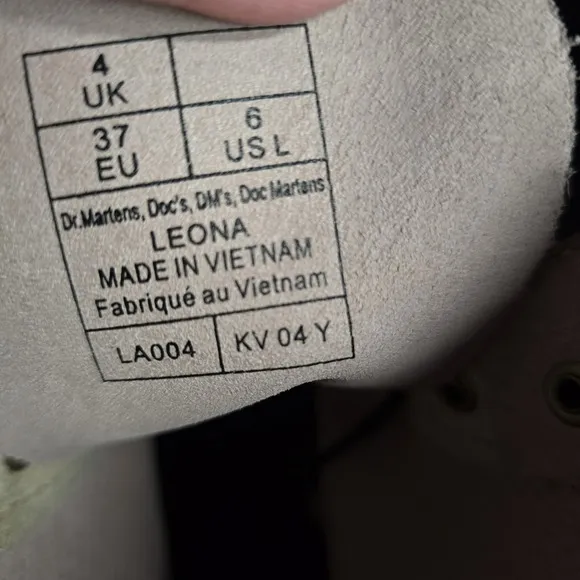 4
UK
37
EU
6
US L
Dr.Martens, Doc's, DM's, Doc Martens
LEONA
MADE IN VIETNAM
Fabriqué au Vietnam
LA004
KV 04 Y